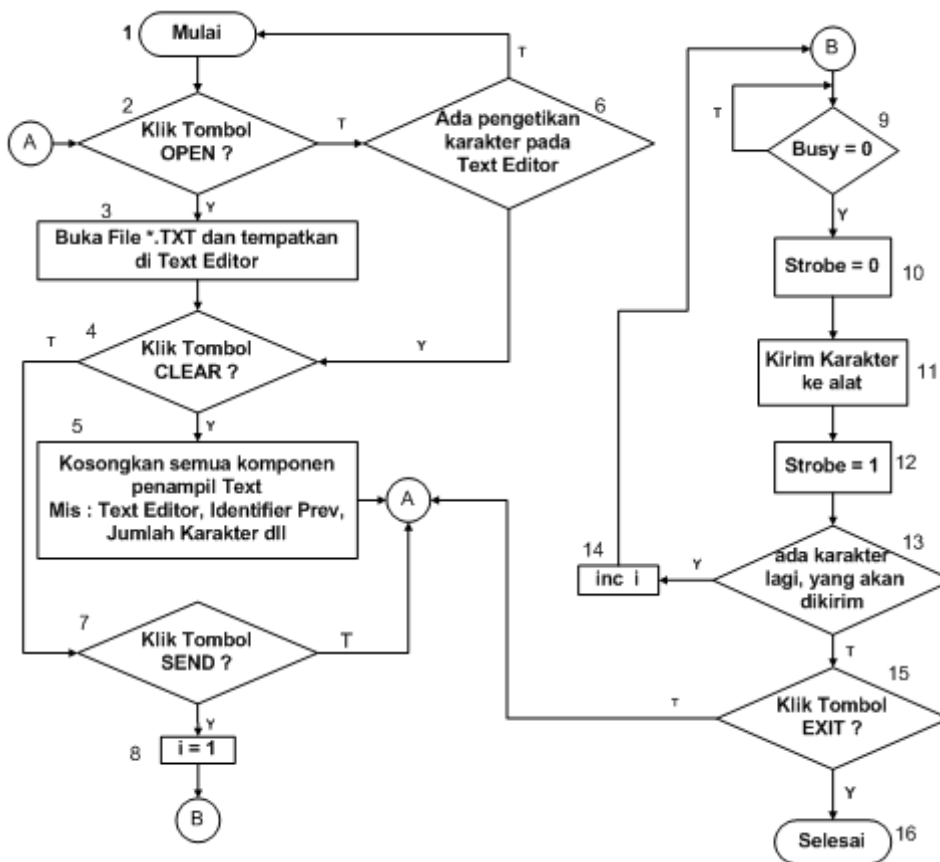 1
Mulai
T
B
2
6
Klik Tombol
OPEN ?
A
T
Ada pengetikan
karakter pada
Text Editor
T
9
Busy = 0
Y
3
Buka File *.TXT dan tempatkan
di Text Editor
Y
Strobe = 0
10
T
4
Klik Tombol
CLEAR ?
Y
Kirim Karakter
ke alat
11
Y
5
Kosongkan semua komponen
penampil Text
Mis : Text Editor, Identifier Prev,
Jumlah Karakter dll
A
Strobe = 1
12
14
inc i
Y
ada karakter
lagi, yang akan
dikirim
13
7
Klik Tombol
SEND ?
T
T
15
Y
8
i = 1
T
Klik Tombol
EXIT ?
Y
B
Selesai
16